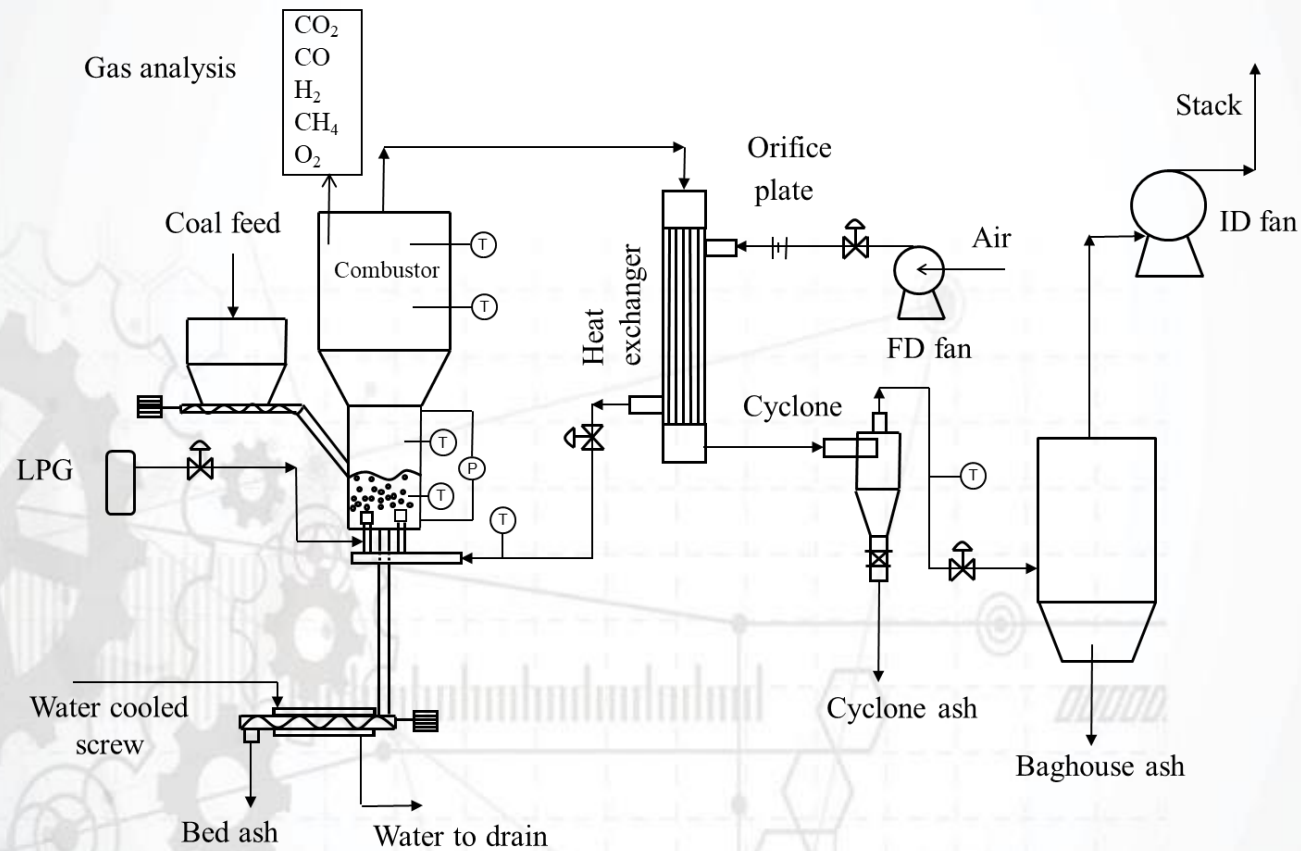 CO₂
CO
H₂
CH₄
O₂
Gas analysis
Stack
Orifice
plate
ID fan
Coal feed
Air
T
Combustor
T
Heat
exchanger
FD fan
Cyclone
T
P
LPG
T
T
T
Water cooled
screw
Cyclone ash
Baghouse ash
Bed ash
Water to drain